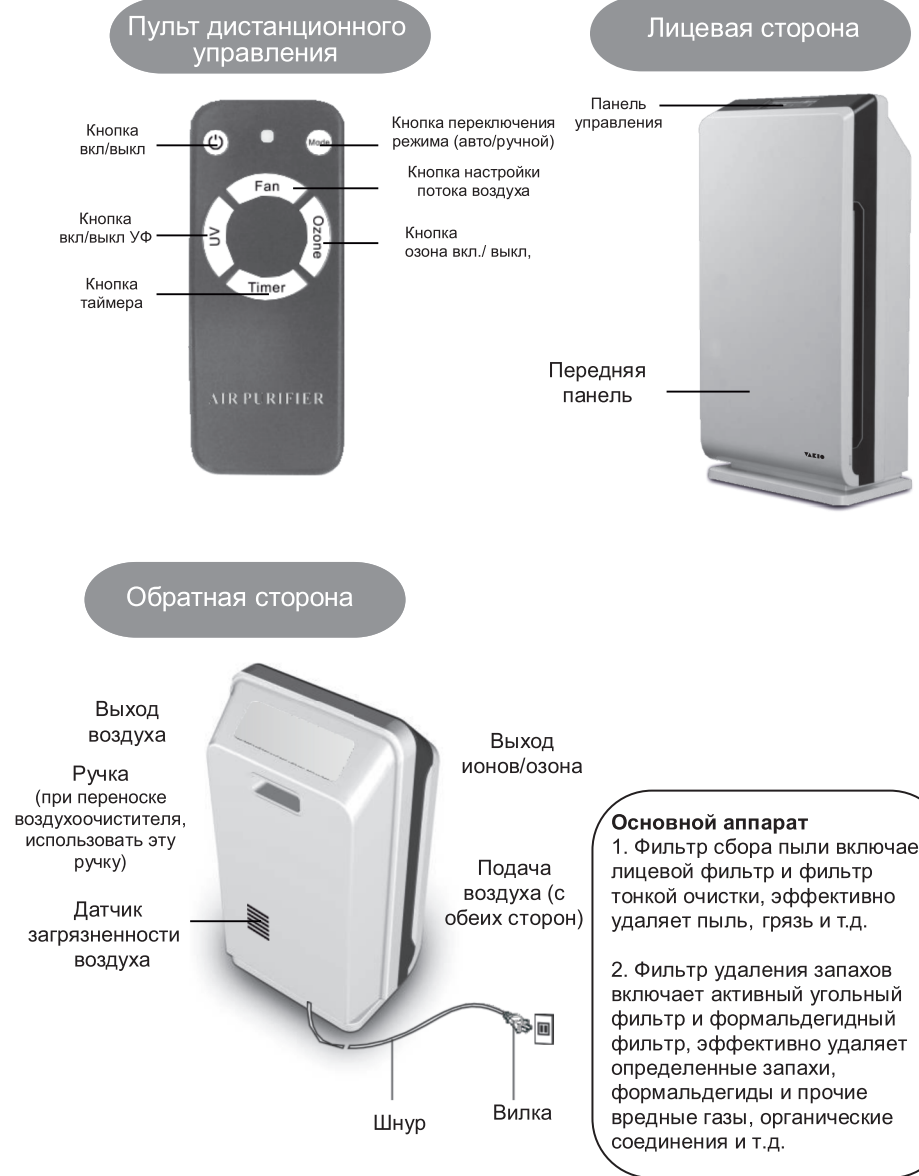 Пульт дистанционного
управления
Лицевая сторона
Кнопка
вкл/выкл
Кнопка переключения
режима (авто/ручной)
Кнопка настройки
потока воздуха
Кнопка
вкл/выкл УФ
Кнопка
озона вкл./ выкл,
Кнопка
таймера
Mode
Fan
UV
Ozone
Timer
AIR PURIFIER
Панель
управления
Передняя
панель
VAKIO
Обратная сторона
Выход
воздуха
Ручка
(при переноске
воздухоочистителя,
использовать эту
ручку)
Датчик
загрязненности
воздуха
Выход
ионов/озона
Подача
воздуха (с
обеих сторон)
Шнур
Вилка
Основной аппарат
1. Фильтр сбора пыли включае
лицевой фильтр и фильтр
тонкой очистки, эффективно
удаляет пыль, грязь и т.д.
2. Фильтр удаления запахов
включает активный угольный
фильтр и формальдегидный
фильтр, эффективно удаляет
определенные запахи,
формальдегиды и прочие
вредные газы, органические
соединения и т.д.